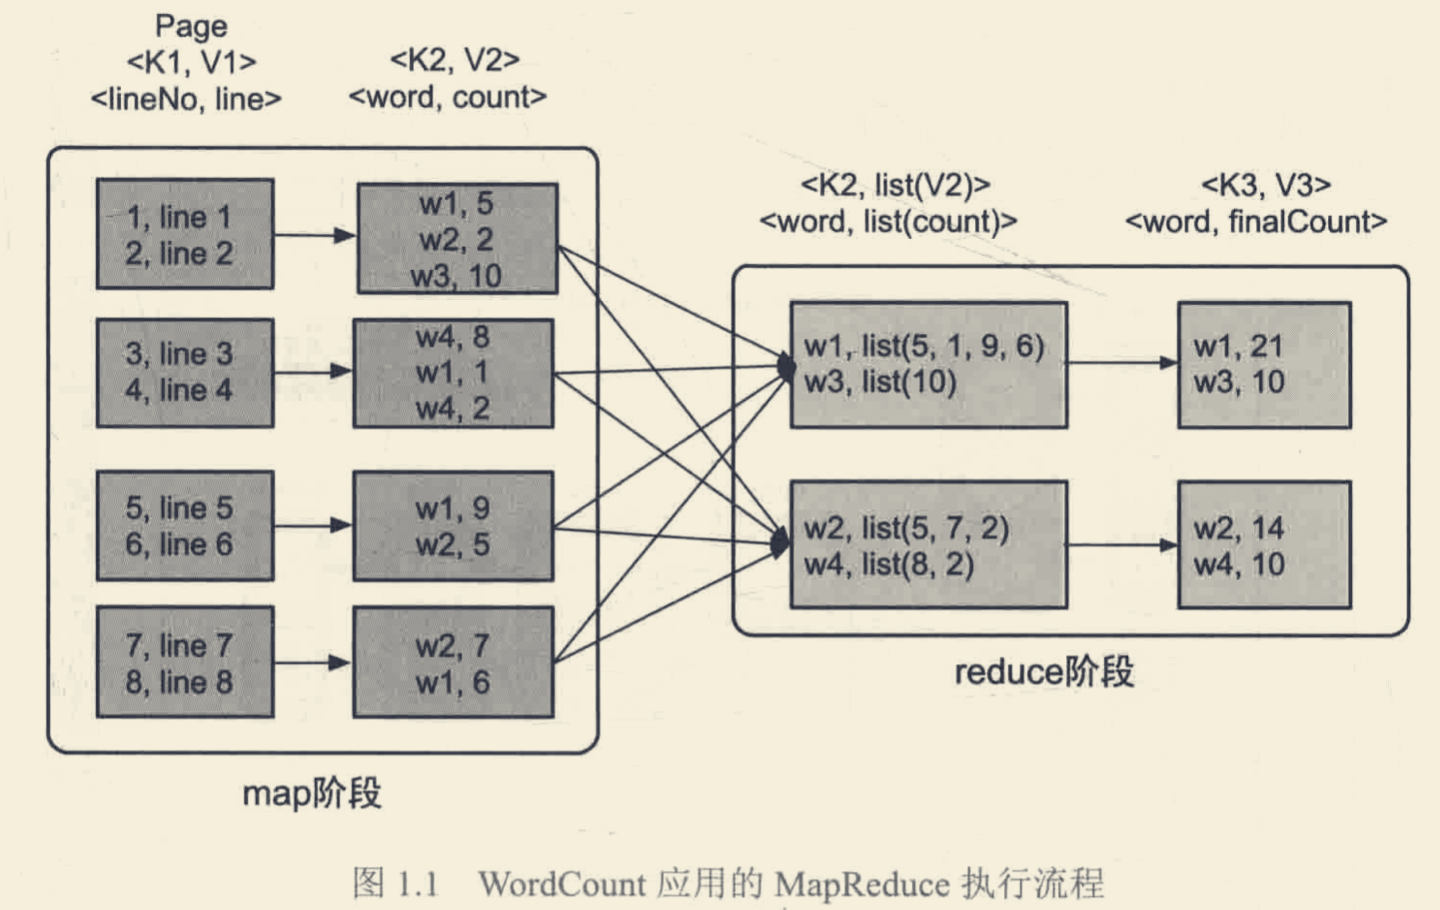 Page
<K1, V1>
<lineNo, line>
<K2, V2>
<word, count>
1, line 1
2, line 2
w1, 5
w2, 2
w3, 10
3, line 3
4, line 4
w4, 8
w1, 1
w4, 2
5, line 5
6, line 6
w1, 9
w2, 5
7, line 7
8, line 8
w2, 7
w1, 6
map阶段
<K2, list(V2)>
<word, list(count)>
<K3, V3>
<word, finalCount>
w1, list(5, 1, 9, 6)
w3, list(10)
w1, 21
w3, 10
w2, list(5, 7, 2)
w4, list(8, 2)
w2, 14
w4, 10
reduce阶段
图 1.1 WordCount 应用的 MapReduce 执行流程